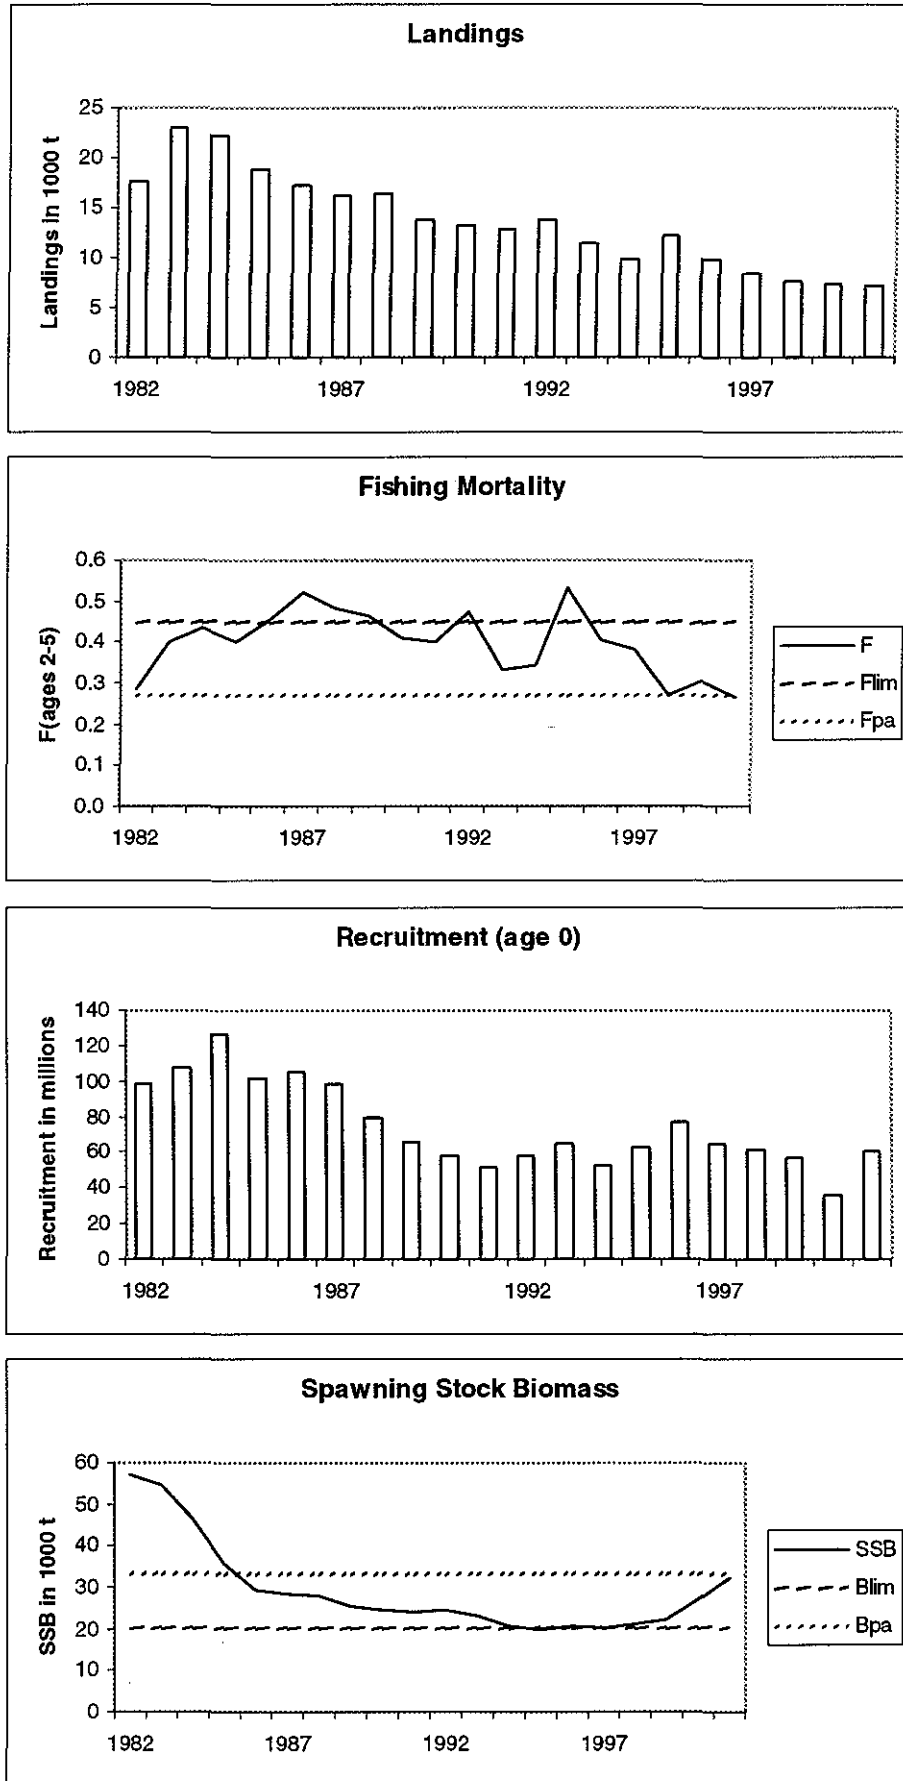 Landings
25
20
15
10
5
0
Landings in 1000 t
1982 1987 1992 1997
Fishing Mortality
0.6
0.5
0.4
0.3
0.2
0.1
0.0
F(ages 2-5)
1982 1987 1992 1997
F
Flim
Fpa
Recruitment (age 0)
140
120
100
80
60
40
20
0
Recruitment in millions
1982 1987 1992 1997
Spawning Stock Biomass
60
50
40
30
20
10
0
SSB in 1000 t
1982 1987 1992 1997
SSB
Blim
Bpa